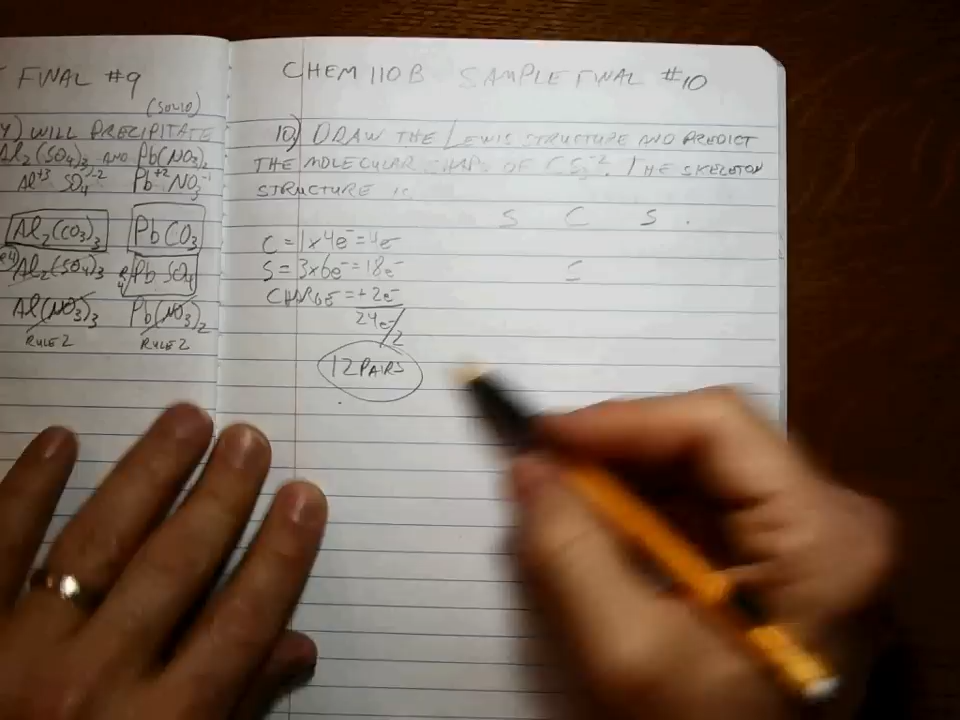 FINAL #9
(SOLID)
WILL PRECIPITATE
Al2(SO4)3 AND Pb(NO3)2
Al+3 SO4-2 Pb+2 NO3-1
Al2(CO3)3 PbCO3
Al2(SO4)3 R4 PbSO4
Al(NO3)3 Pb(NO3)2
RULE 2 RULE 2
CHEM 110B SAMPLE FINAL #10
10) DRAW THE LEWIS STRUCTURE AND PREDICT
THE MOLECULAR SHAPE OF CS3-2. THE SKELETON
STRUCTURE IS
S C S .
S
C = 1x4e-=4e-
S = 3x6e-=18e-
CHARGE = +2e-
24e-/2
12 PAIRS